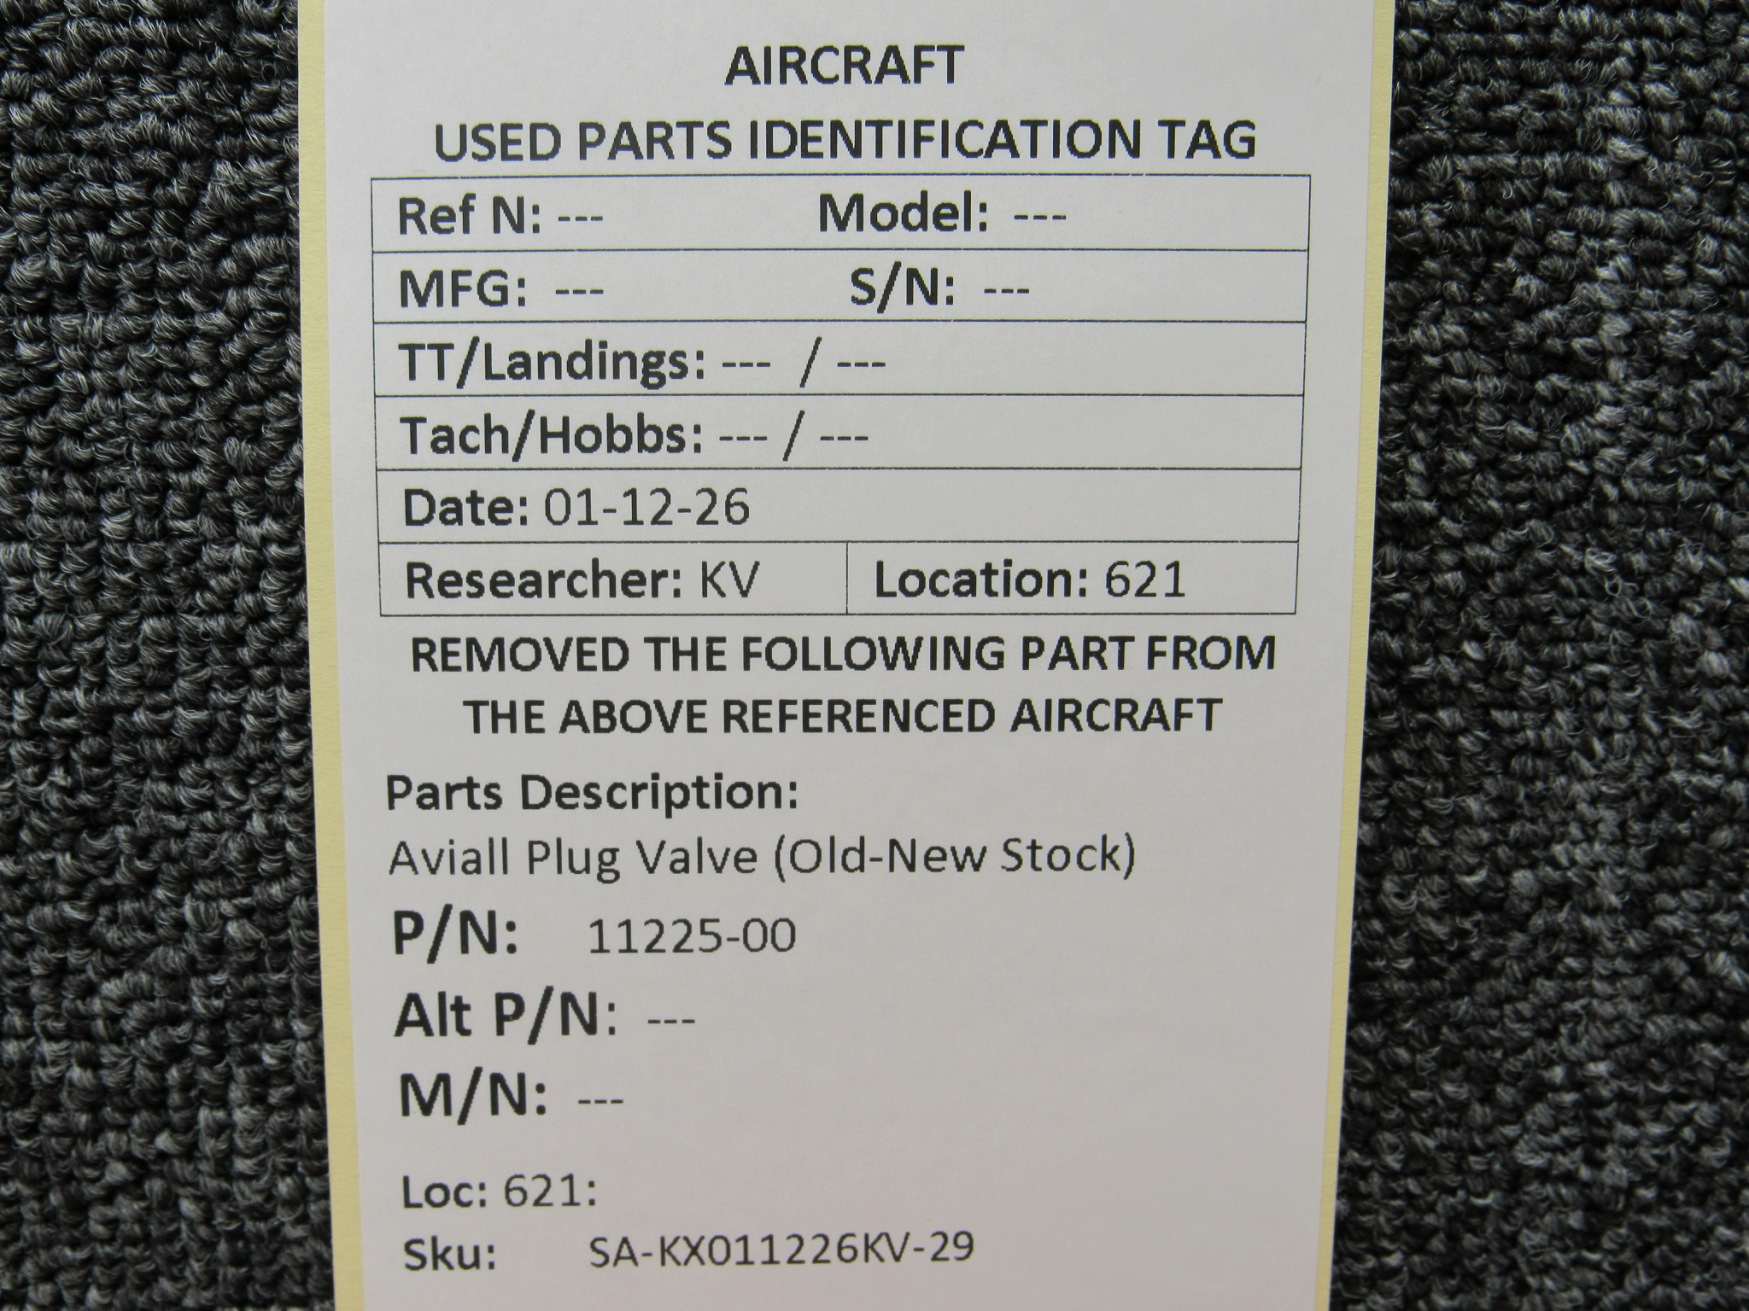 AIRCRAFT
USED PARTS IDENTIFICATION TAG
Ref N: --- Model: ---
MFG: --- S/N: ---
TT/Landings: --- / ---
Tach/Hobbs: --- / ---
Date: 01-12-26
Researcher: KV Location: 621
REMOVED THE FOLLOWING PART FROM
THE ABOVE REFERENCED AIRCRAFT
Parts Description:
Aviall Plug Valve (Old-New Stock)
P/N: 11225-00
Alt P/N: ---
M/N: ---
Loc: 621:
Sku: SA-KX011226KV-29